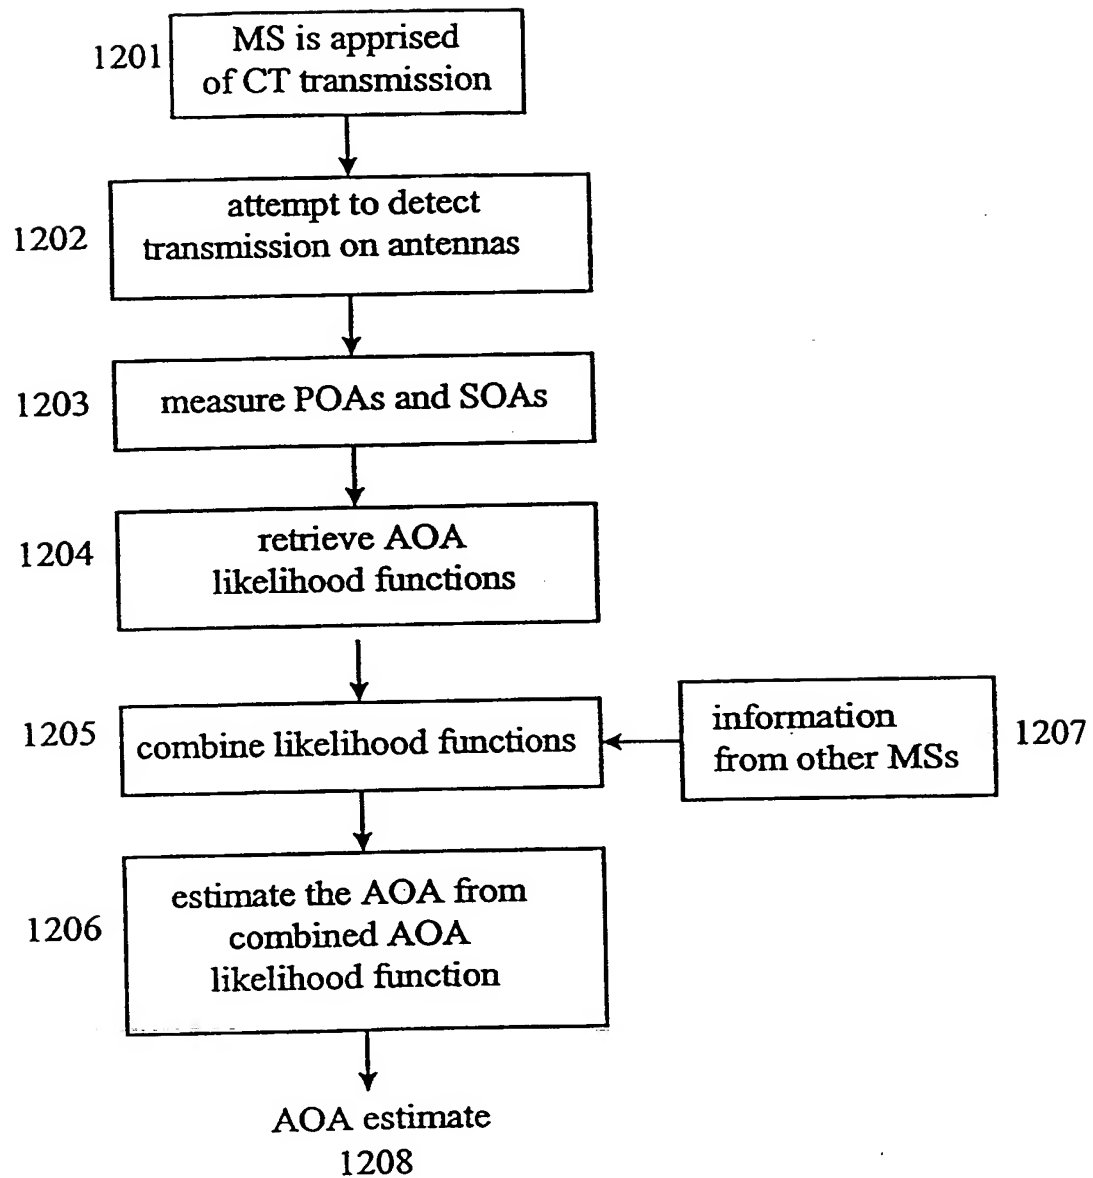 1201
MS is apprised
of CT transmission
1202
attempt to detect
transmission on antennas
1203
measure POAs and SOAs
1204
retrieve AOA
likelihood functions
1205
combine likelihood functions
information
from other MSs
1207
1206
estimate the AOA from
combined AOA
likelihood function
AOA estimate
1208